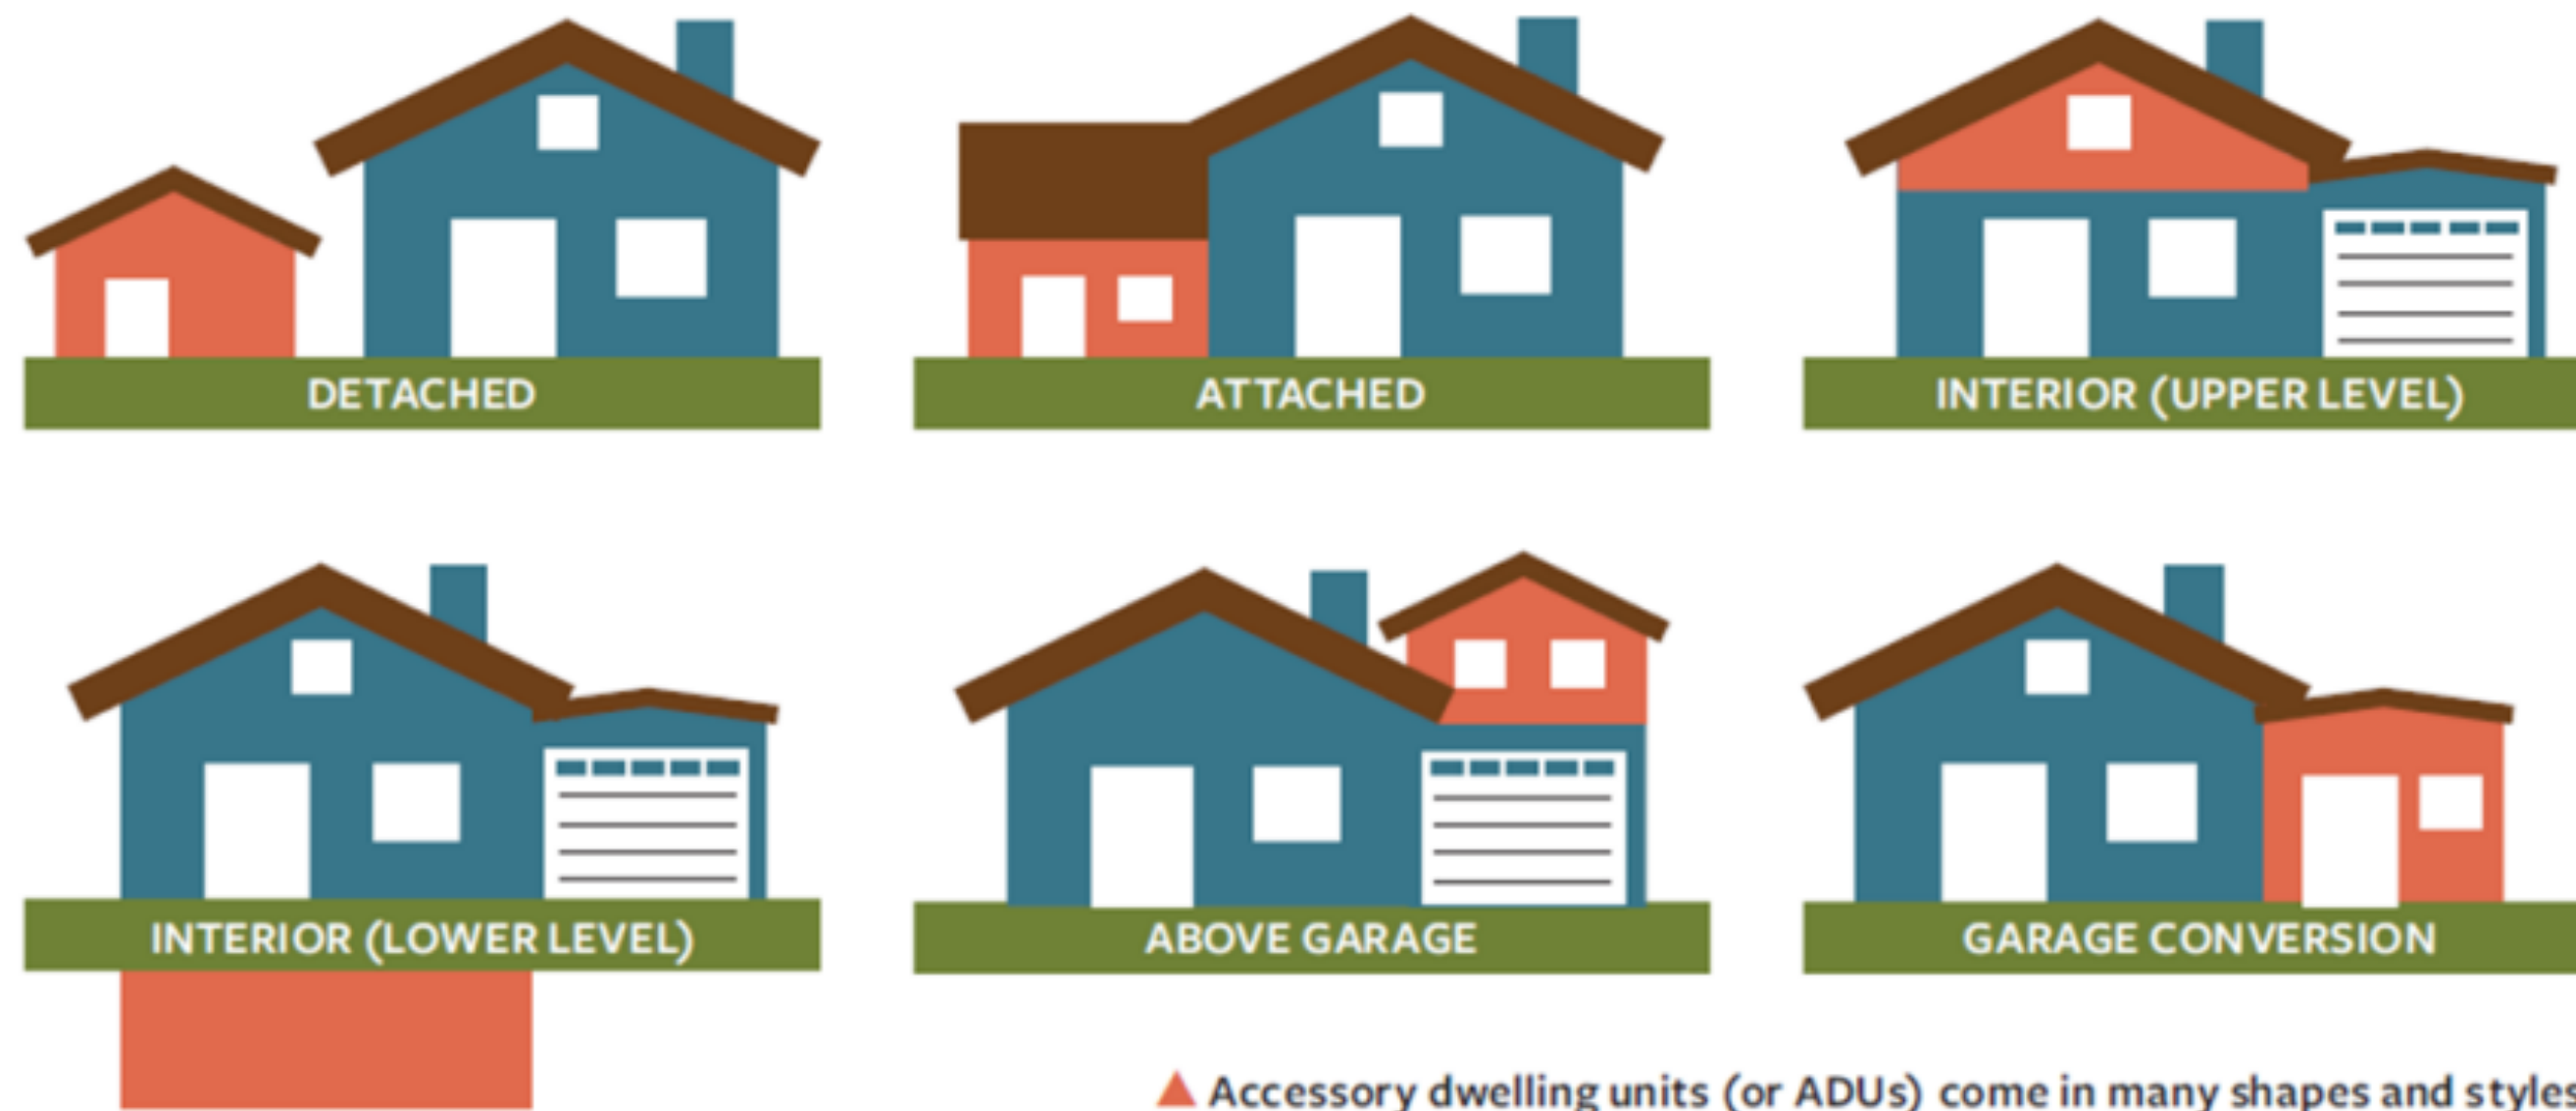 DETACHED
ATTACHED
INTERIOR (UPPER LEVEL)
INTERIOR (LOWER LEVEL)
ABOVE GARAGE
GARAGE CONVERSION
Accessory dwelling units (or ADUs) come in many shapes and styles